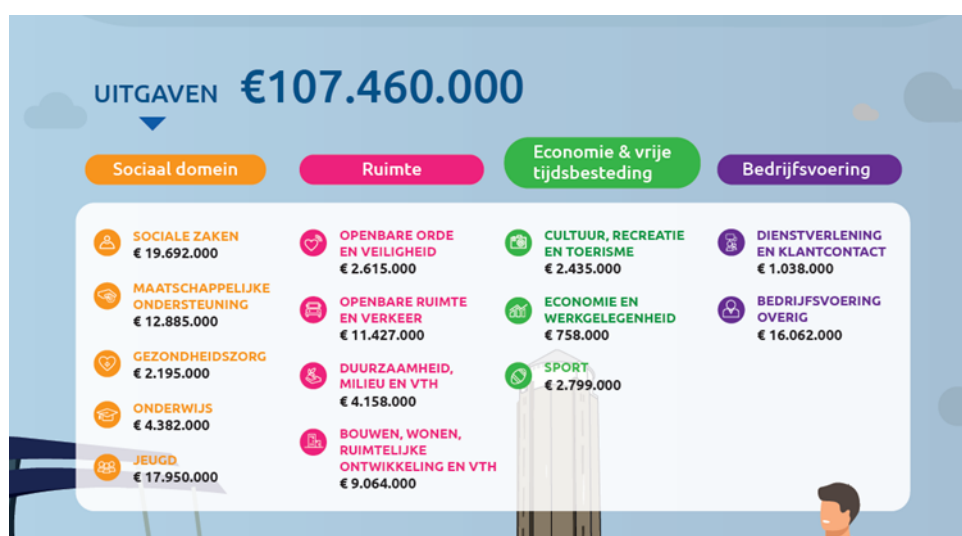 UITGAVEN €107.460.000
Sociaal domein
SOCIALE ZAKEN
€ 19.692.000
MAATSCHAPPELIJKE
ONDERSTEUNING
€ 12.885.000
GEZONDHEIDSZORG
€ 2.195.000
ONDERWIJS
€ 4.382.000
JEUGD
€ 17.950.000
Ruimte
OPENBARE ORDE
EN VEILIGHEID
€ 2.615.000
OPENBARE RUIMTE
EN VERKEER
€ 11.427.000
DUURZAAMHEID,
MILIEU EN VTH
€ 4.158.000
BOUWEN, WONEN,
RUIMTELIJKE
ONTWIKKELING EN VTH
€ 9.064.000
Economie & vrije
tijdsbesteding
CULTUUR, RECREATIE
EN TOERISME
€ 2.435.000
ECONOMIE EN
WERKGELEGENHEID
€ 758.000
SPORT
€ 2.799.000
Bedrijfsvoering
DIENSTVERLENING
EN KLANTCONTACT
€ 1.038.000
BEDRIJFSVOERING
OVERIG
€ 16.062.000